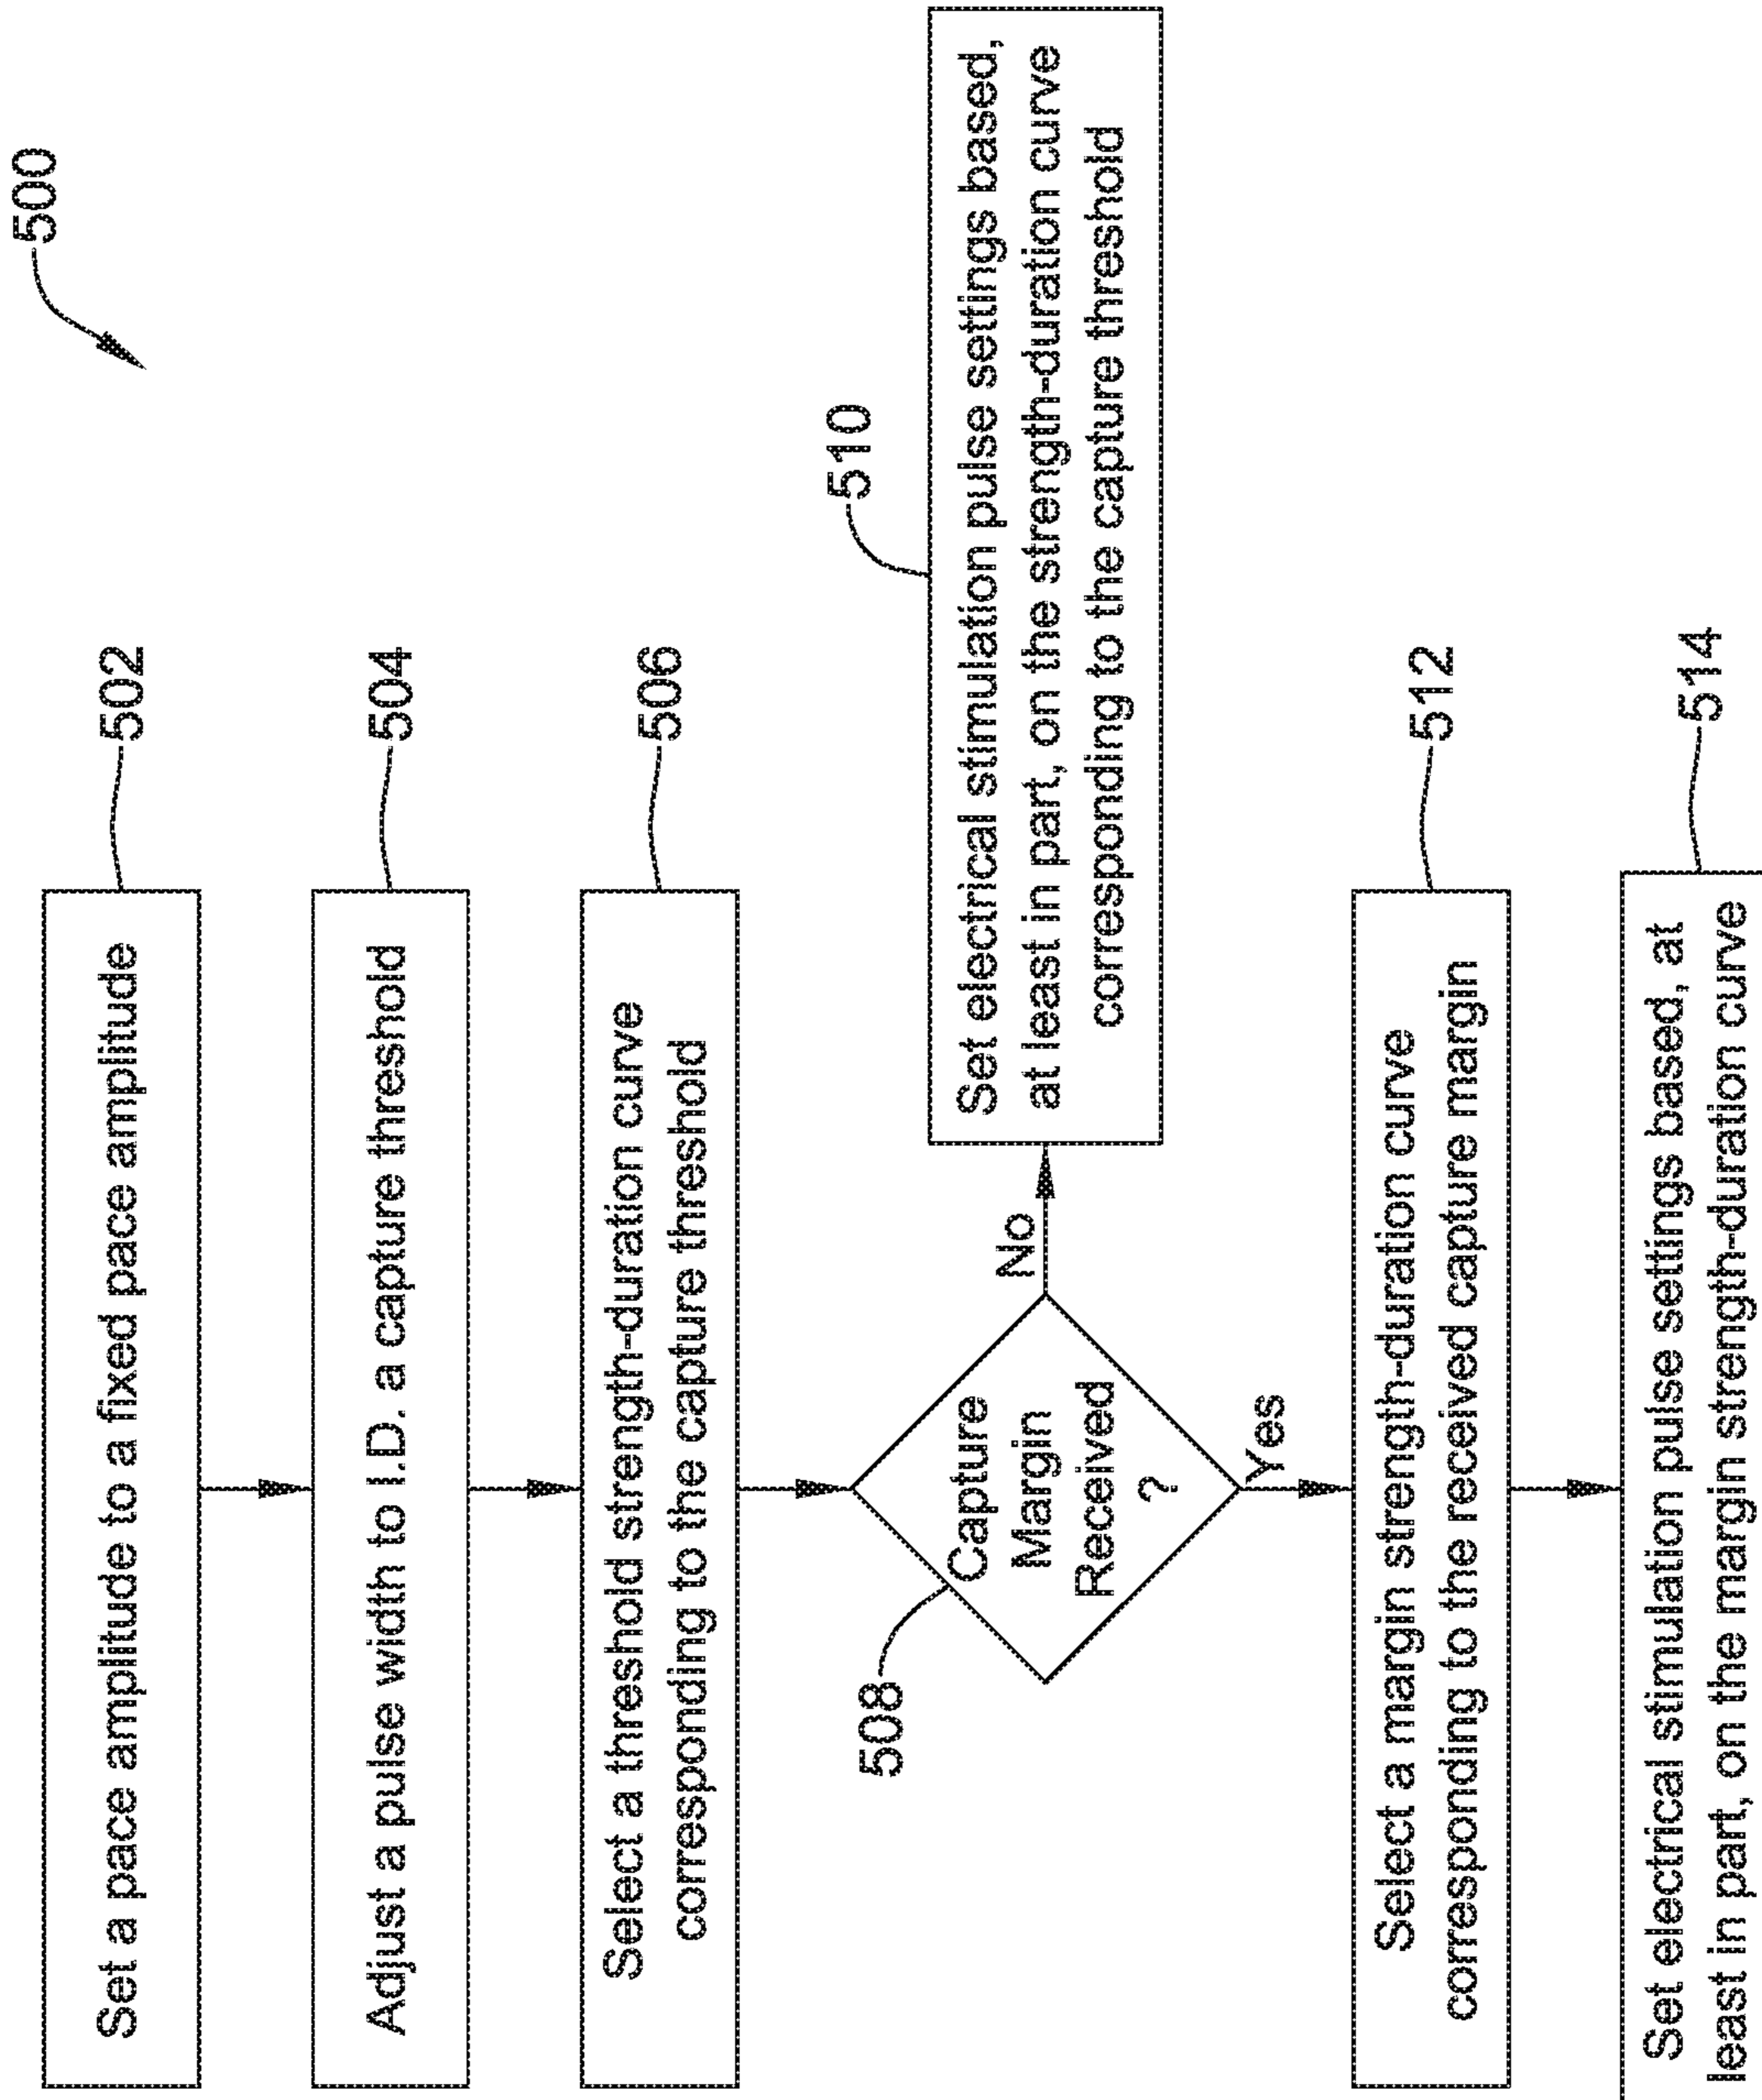 500
Set a pace amplitude to a fixed pace amplitude
502
Adjust a pulse width to I.D. a capture threshold
504
Select a threshold strength-duration curve
corresponding to the capture threshold
506
Capture
Margin
Received
?
508
No
Set electrical stimulation pulse settings based,
at least in part, on the strength-duration curve
corresponding to the capture threshold
510
Yes
Select a margin strength-duration curve
corresponding to the received capture margin
512
Set electrical stimulation pulse settings based, at
least in part, on the margin strength-duration curve
514